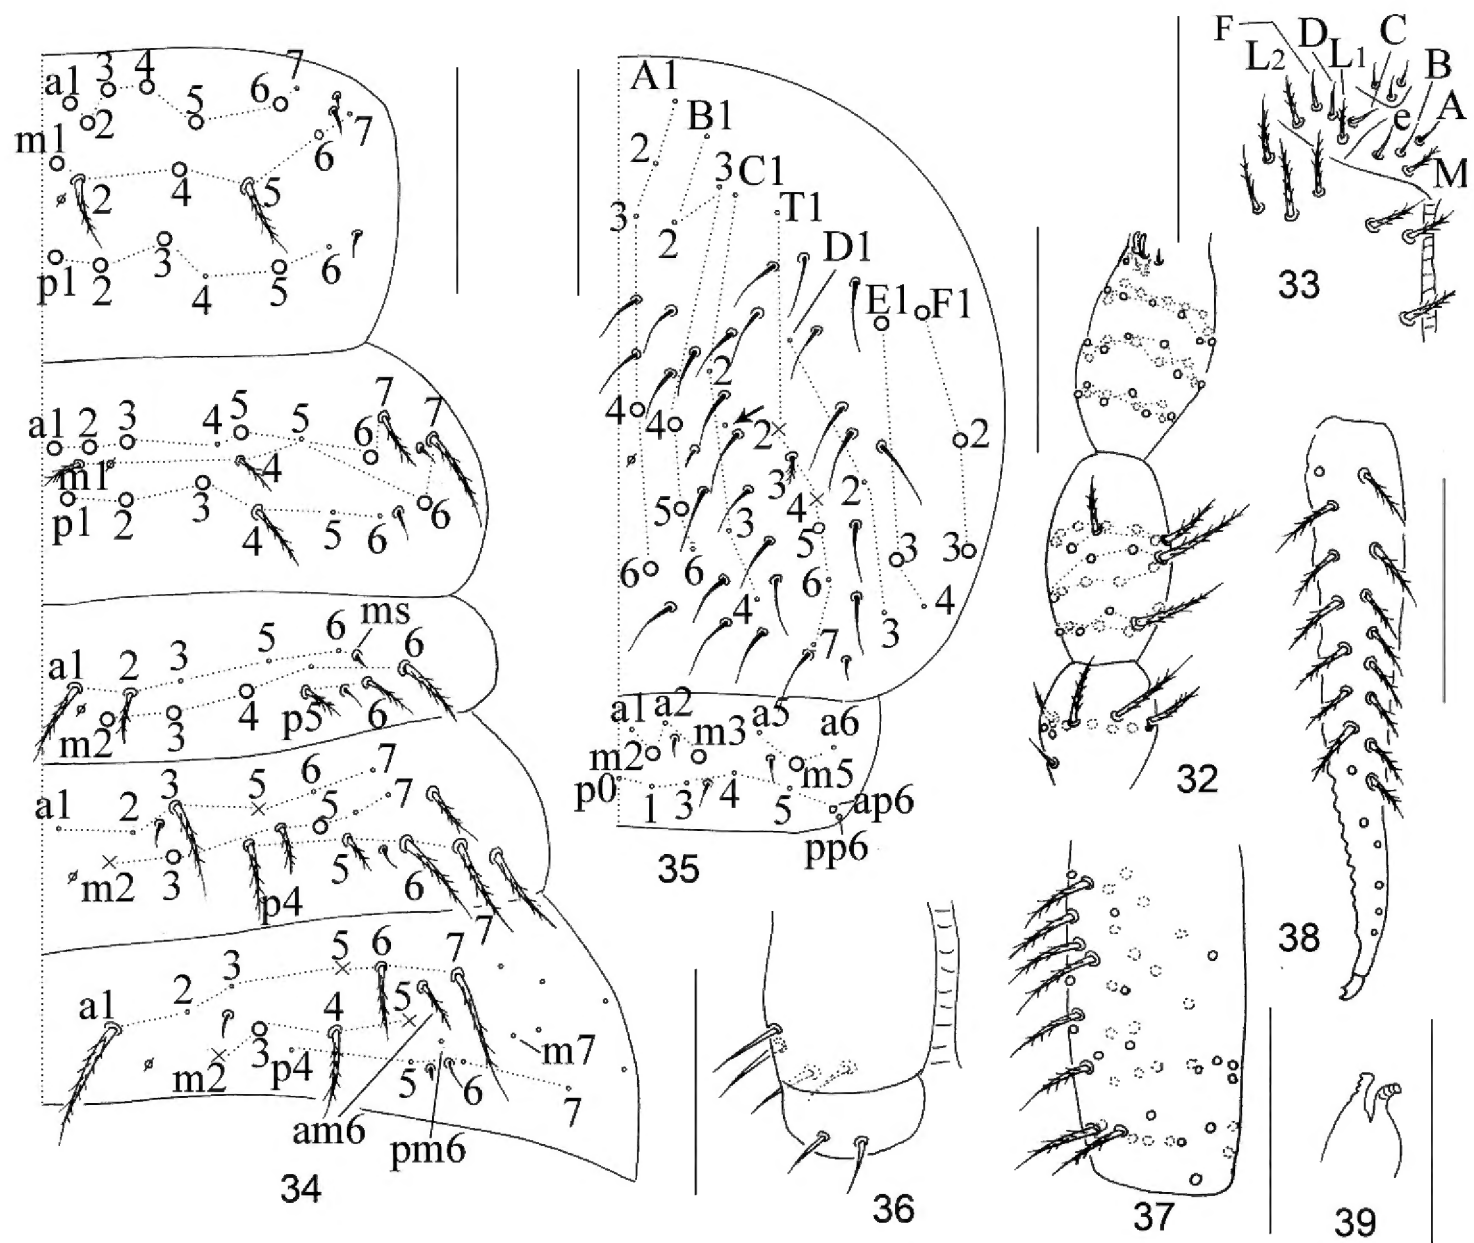 a1 2 3 4 5 6 7
m1 2 4 5 6 7
p1 2 3 4 5 6
a1 2 3 4 5 6 7
m1 4 5 6 7
p1 2 3 4 5 6
a1 2 3 5 6 ms
m2 3 4 6
p5 6
a1 2 3 5 6 7
m2 3 5 7
p4 5 6 7
a1 2 3 5 6 7
m2 3 4 5 m7
p4 5 6 7
am6
pm6
34
A1 2 3 4 5 6
B1 2 3 4 5 6
C1 2 3 4
T1 2 3 4 5 6 7
D1 2 3
E1 3 4
F1 2 3
a1 a2 a5 a6
m2 m3 m5
p0 1 3 4 5 ap6
pp6
35
F D L1 C
L2 B
e A
M
33
32
38
36
37
39